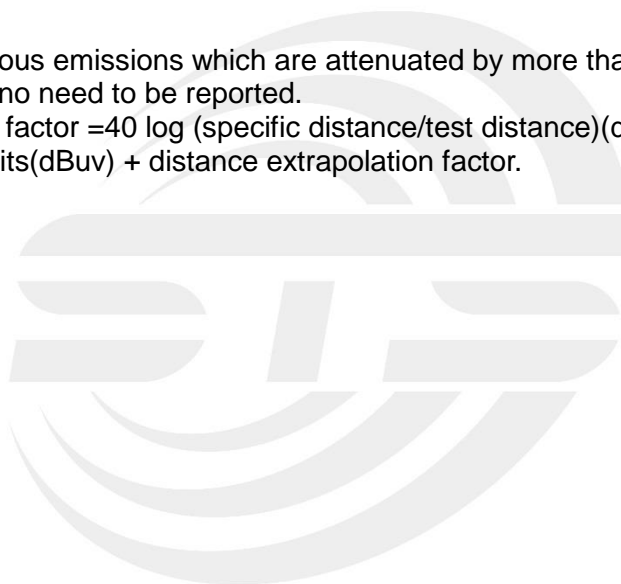 ous emissions which are attenuated by more tha
no need to be reported.
factor =40 log (specific distance/test distance)(
its(dBuv) + distance extrapolation factor.
STS